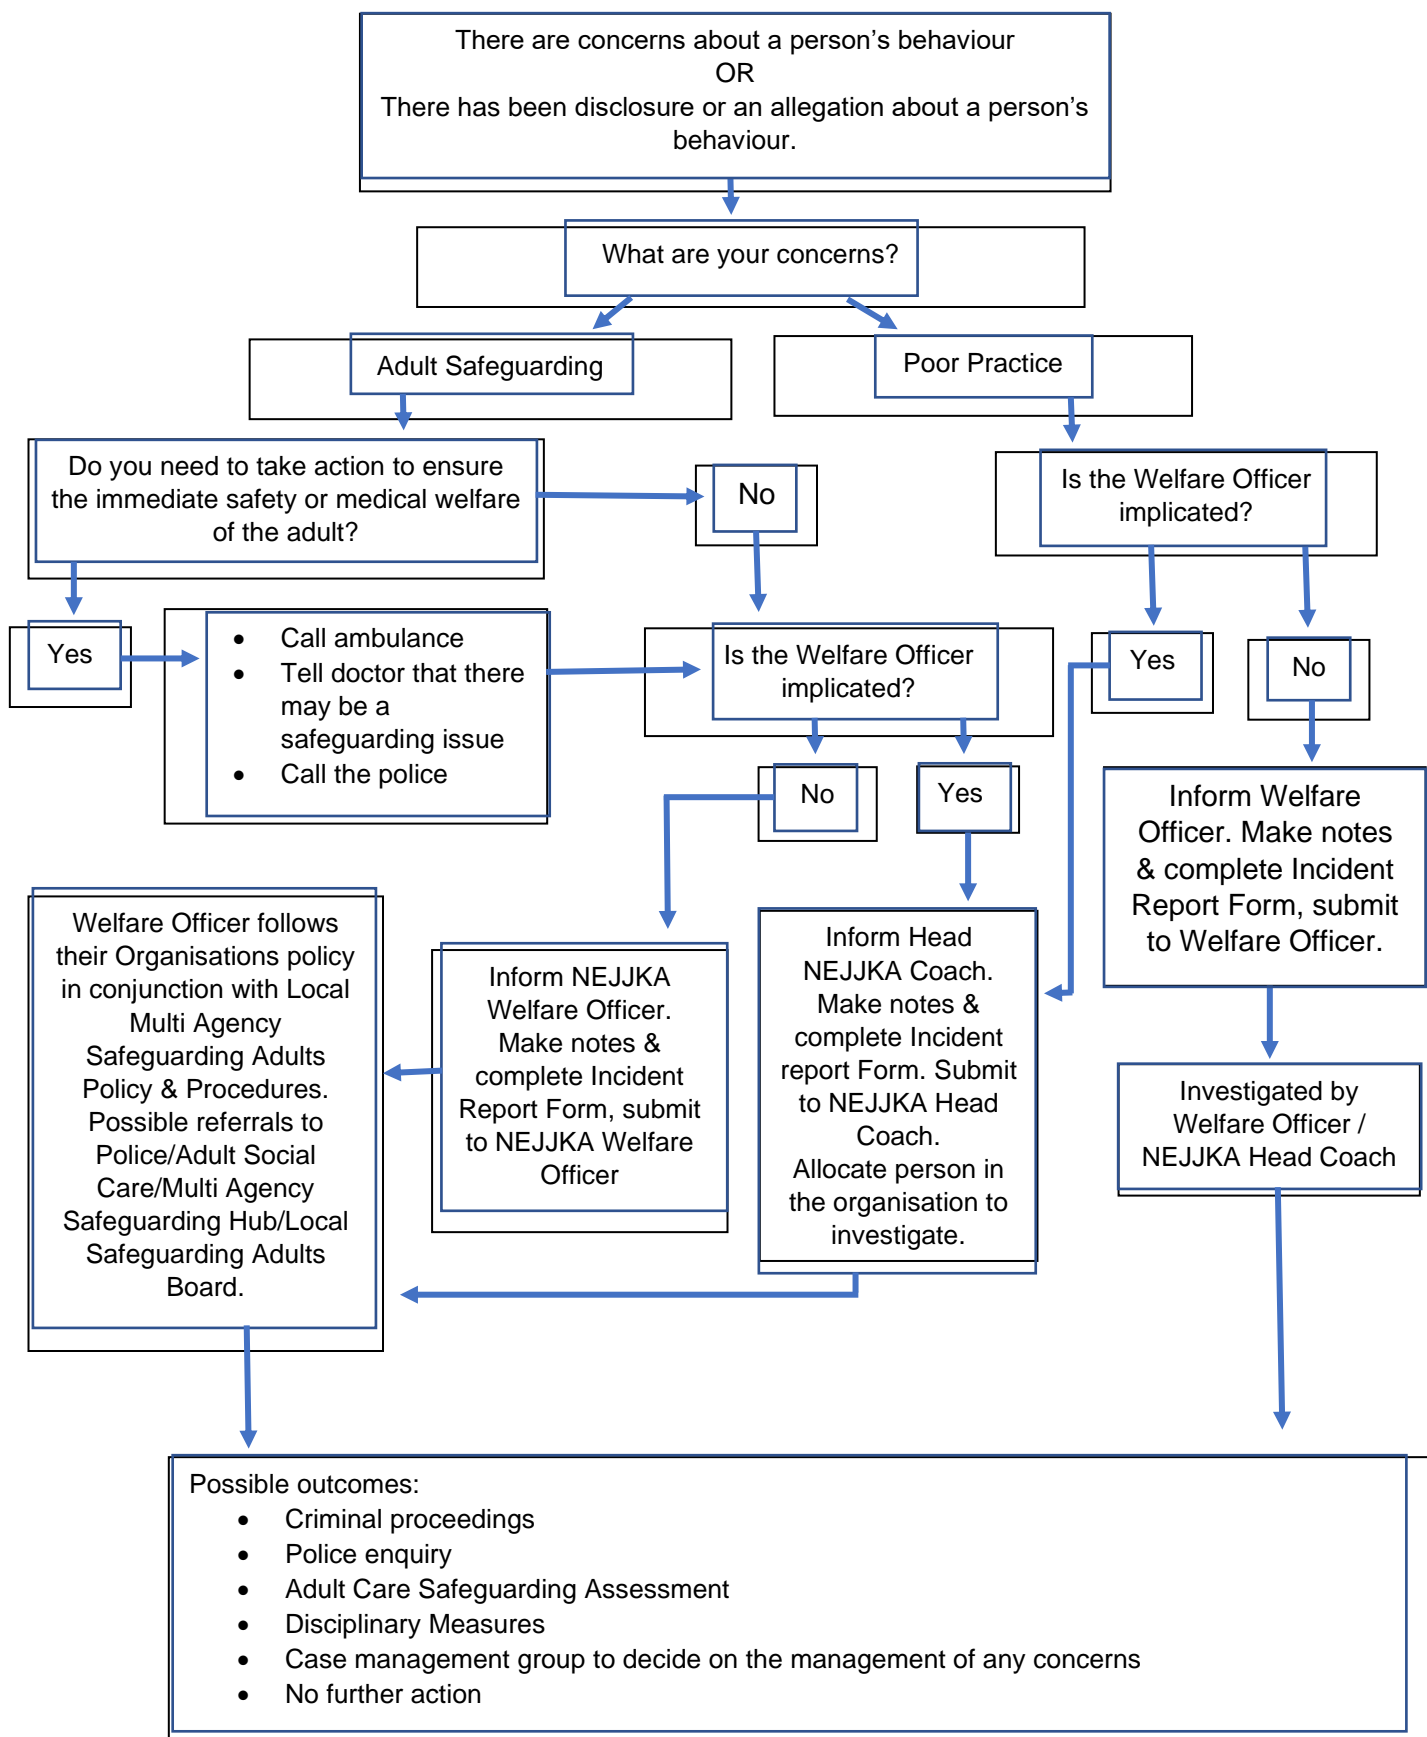 There are concerns about a person’s behaviour
OR
There has been disclosure or an allegation about a person’s
behaviour.
What are your concerns?
Adult Safeguarding
Poor Practice
Do you need to take action to ensure
the immediate safety or medical welfare
of the adult?
No
Is the Welfare Officer
implicated?
Yes
• Call ambulance
• Tell doctor that there
may be a
safeguarding issue
• Call the police
Is the Welfare Officer
implicated?
Yes
No
No
Yes
Inform Welfare
Officer. Make notes
& complete Incident
Report Form, submit
to Welfare Officer.
Welfare Officer follows
their Organisations policy
in conjunction with Local
Multi Agency
Safeguarding Adults
Policy & Procedures.
Possible referrals to
Police/Adult Social
Care/Multi Agency
Safeguarding Hub/Local
Safeguarding Adults
Board.
Inform NEJJKA
Welfare Officer.
Make notes &
complete Incident
Report Form, submit
to NEJJKA Welfare
Officer
Inform Head
NEJJKA Coach.
Make notes &
complete Incident
report Form. Submit
to NEJJKA Head
Coach.
Allocate person in
the organisation to
investigate.
Investigated by
Welfare Officer /
NEJJKA Head Coach
Possible outcomes:
• Criminal proceedings
• Police enquiry
• Adult Care Safeguarding Assessment
• Disciplinary Measures
• Case management group to decide on the management of any concerns
• No further action